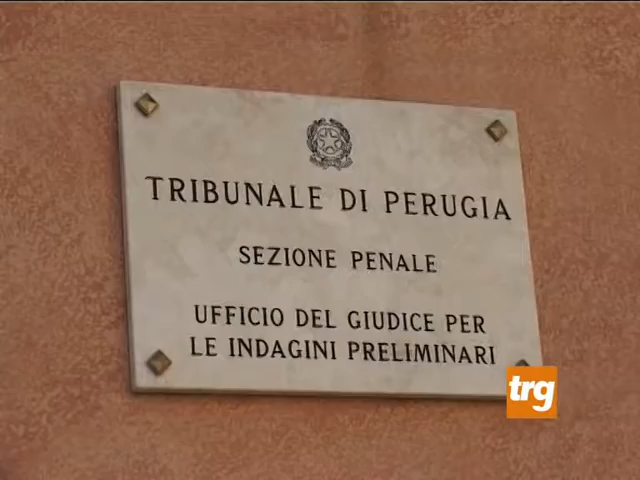 TRIBUNALE DI PERUGIA
SEZIONE PENALE
UFFICIO DEL GIUDICE PER
LE INDAGINI PRELIMINARI
trg